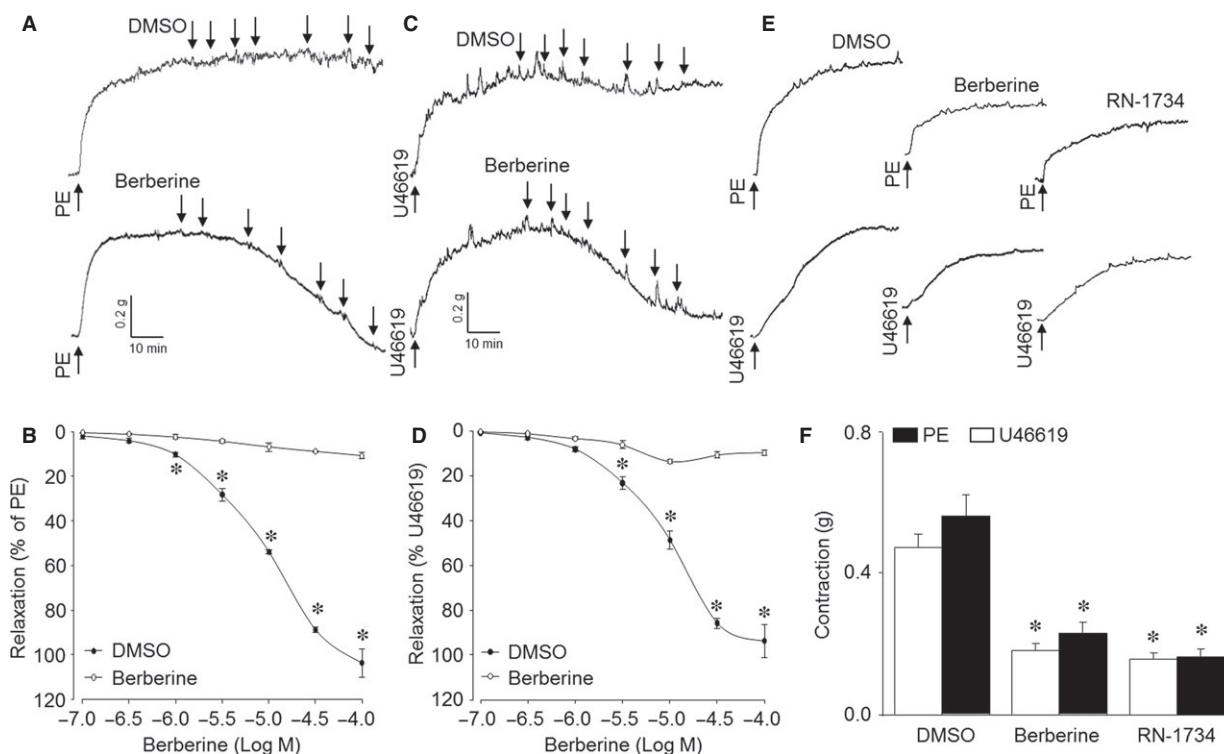 A
DMSO
PE
Berberine
PE
0.2 g
10 min
C
DMSO
U46619
Berberine
U46619
0.2 g
10 min
E
DMSO
PE
Berberine
PE
RN-1734
PE
U46619
U46619
U46619
B
Relaxation (% of PE)
0
20
40
60
80
100
120
* * * * *
DMSO
Berberine
−7.0 −6.5 −6.0 −5.5 −5.0 −4.5 −4.0
Berberine (Log M)
D
Relaxation (% U46619)
0
20
40
60
80
100
120
* * * *
DMSO
Berberine
−7.0 −6.5 −6.0 −5.5 −5.0 −4.5 −4.0
Berberine (Log M)
F
PE U46619
Contraction (g)
0.8
0.4
0.0
* * * *
DMSO Berberine RN-1734